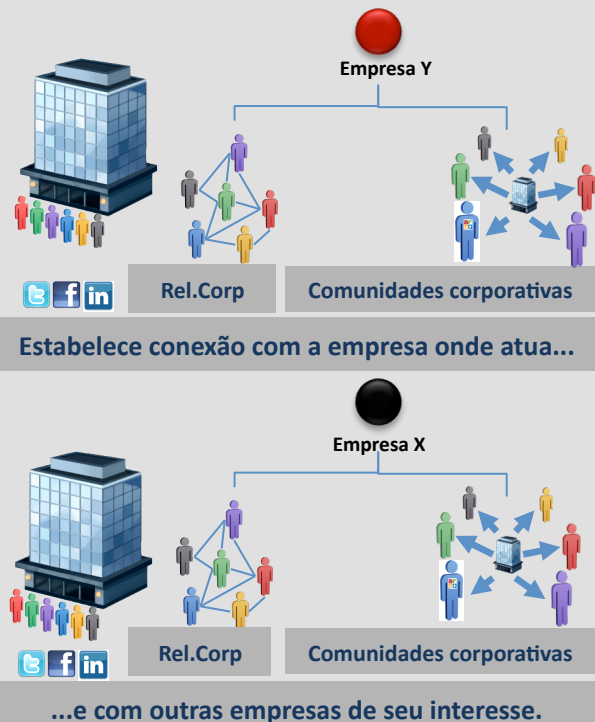 Empresa Y
Rel.Corp
Comunidades corporativas
Estabelece conexão com a empresa onde atua...
Empresa X
Rel.Corp
Comunidades corporativas
...e com outras empresas de seu interesse.